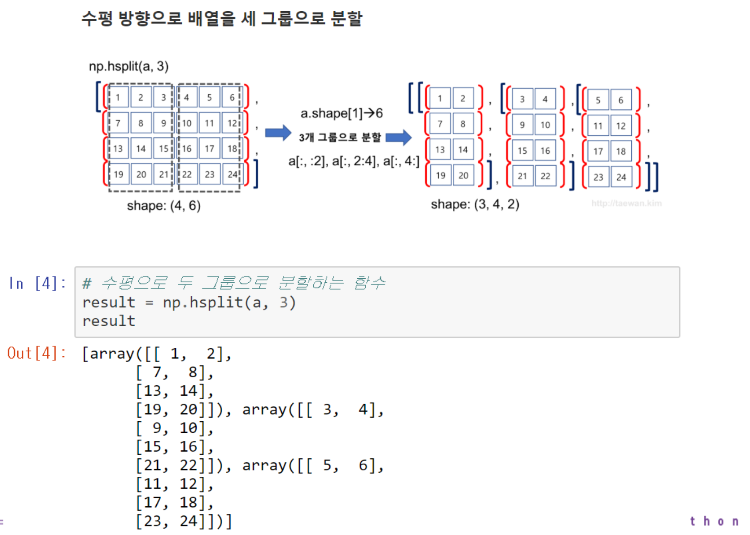 수평 방향으로 배열을 세 그룹으로 분할
np.hsplit(a, 3)
1 2 3 4 5 6 ,
7 8 9 10 11 12 ,
13 14 15 16 17 18 ,
19 20 21 22 23 24
shape: (4, 6)
a.shape[1]→6
3개 그룹으로 분할
a[:, :2], a[:, 2:4], a[:, 4:]
1 2 , 3 4 , 5 6 ,
7 8 , 9 10 , 11 12 ,
13 14 , 15 16 , 17 18 ,
19 20 , 21 22 , 23 24
shape: (3, 4, 2)
http://taewan.kim
In [4]: # 수평으로 두 그룹으로 분할하는 함수
result = np.hsplit(a, 3)
result
Out[4]: [array([[ 1,  2],
[ 7,  8],
[13, 14],
[19, 20]]), array([[ 3,  4],
[ 9, 10],
[15, 16],
[21, 22]]), array([[ 5,  6],
[11, 12],
[17, 18],
[23, 24]])]
t h o n